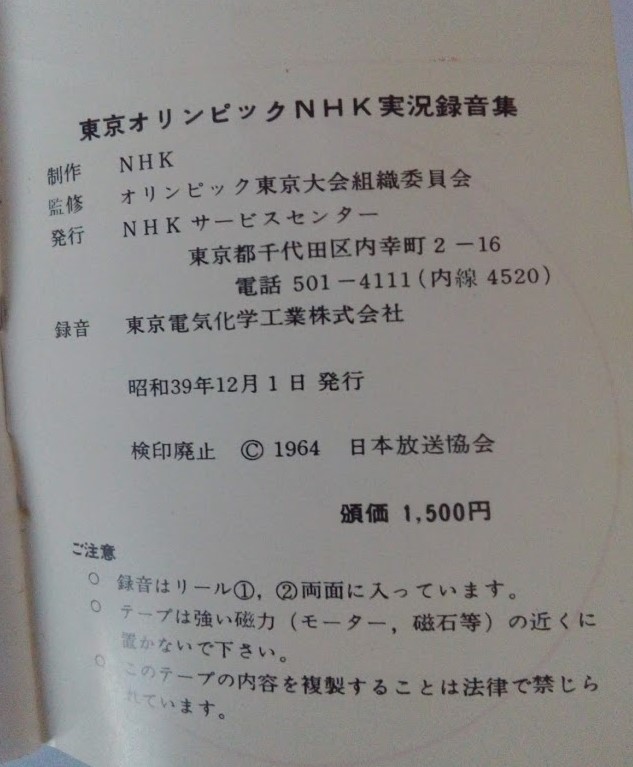 東京オリンピックNHK実況録音集
制作 NHK
監修 オリンピック東京大会組織委員会
発行 NHKサービスセンター
東京都千代田区内幸町2−16
電話 501−4111(内線 4520)
録音 東京電気化学工業株式会社
昭和39年12月1日 発行
検印廃止 © 1964 日本放送協会
頒価 1,500円
ご注意
○ 録音はリール①,②両面に入っています。
○ テープは強い磁力(モーター,磁石等)の近くに
置かないで下さい。
○ このテープの内容を複製することは法律で禁じら
れています。